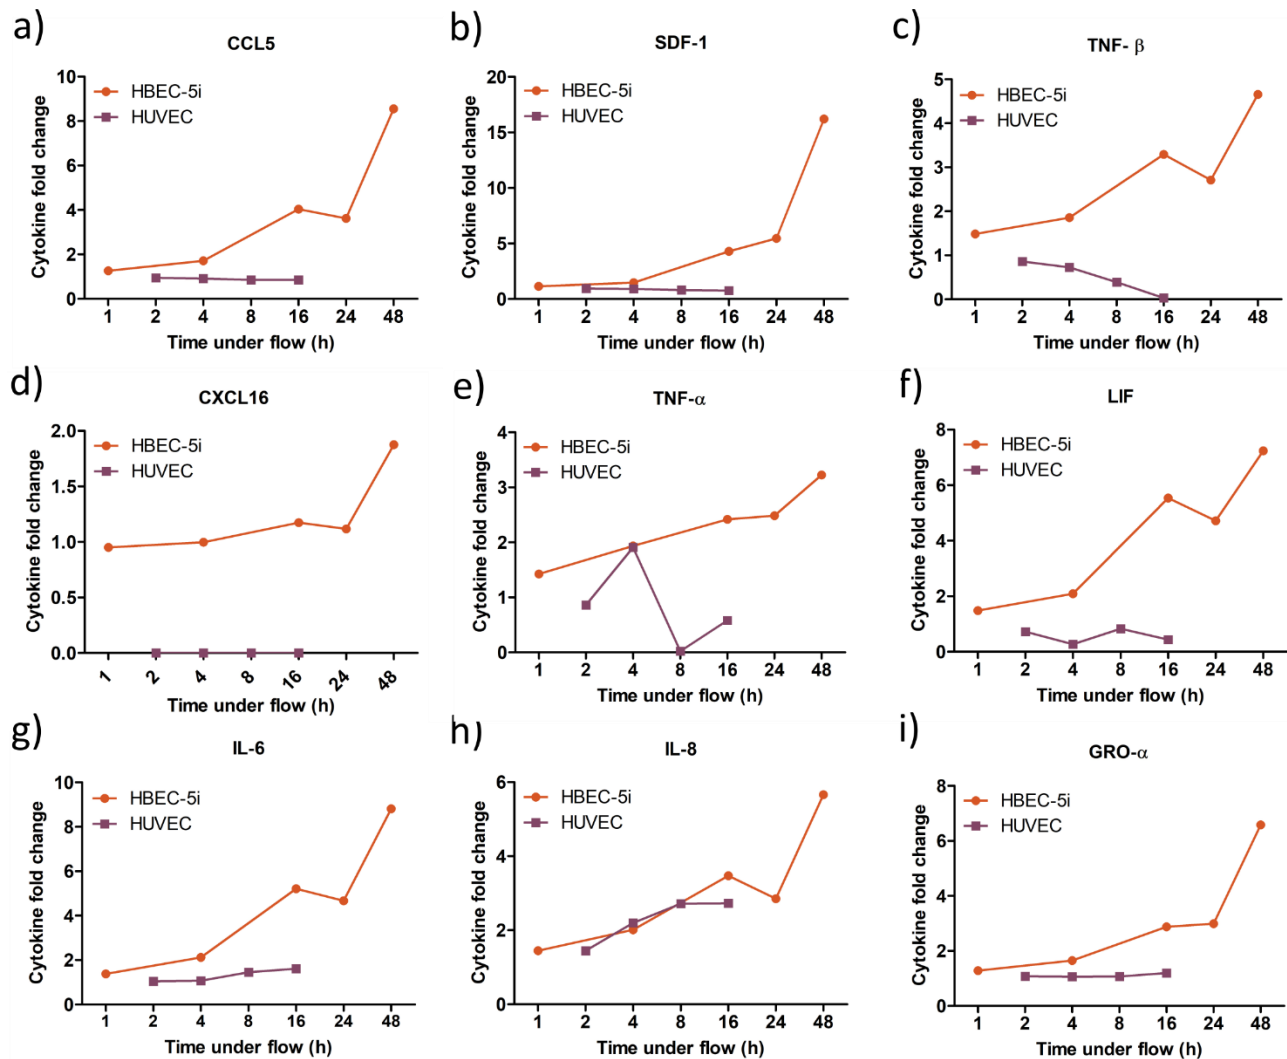 a)
CCL5
HBEC-5i
HUVEC
Cytokine fold change
10
8
6
4
2
0
1 2 4 8 16 24 48
Time under flow (h)
b)
SDF-1
HBEC-5i
HUVEC
Cytokine fold change
20
15
10
5
0
1 2 4 8 16 24 48
Time under flow (h)
c)
TNF- β
HBEC-5i
HUVEC
Cytokine fold change
5
4
3
2
1
0
1 2 4 8 16 24 48
Time under flow (h)
d)
CXCL16
HBEC-5i
HUVEC
Cytokine fold change
2.0
1.5
1.0
0.5
0.0
1 2 4 8 16 24 48
Time under flow (h)
e)
TNF-α
HBEC-5i
HUVEC
Cytokine fold change
4
3
2
1
0
1 2 4 8 16 24 48
Time under flow (h)
f)
LIF
HBEC-5i
HUVEC
Cytokine fold change
8
6
4
2
0
1 2 4 8 16 24 48
Time under flow (h)
g)
IL-6
HBEC-5i
HUVEC
Cytokine fold change
10
8
6
4
2
0
1 2 4 8 16 24 48
Time under flow (h)
h)
IL-8
HBEC-5i
HUVEC
Cytokine fold change
6
4
2
0
1 2 4 8 16 24 48
Time under flow (h)
i)
GRO-α
HBEC-5i
HUVEC
Cytokine fold change
8
6
4
2
0
1 2 4 8 16 24 48
Time under flow (h)